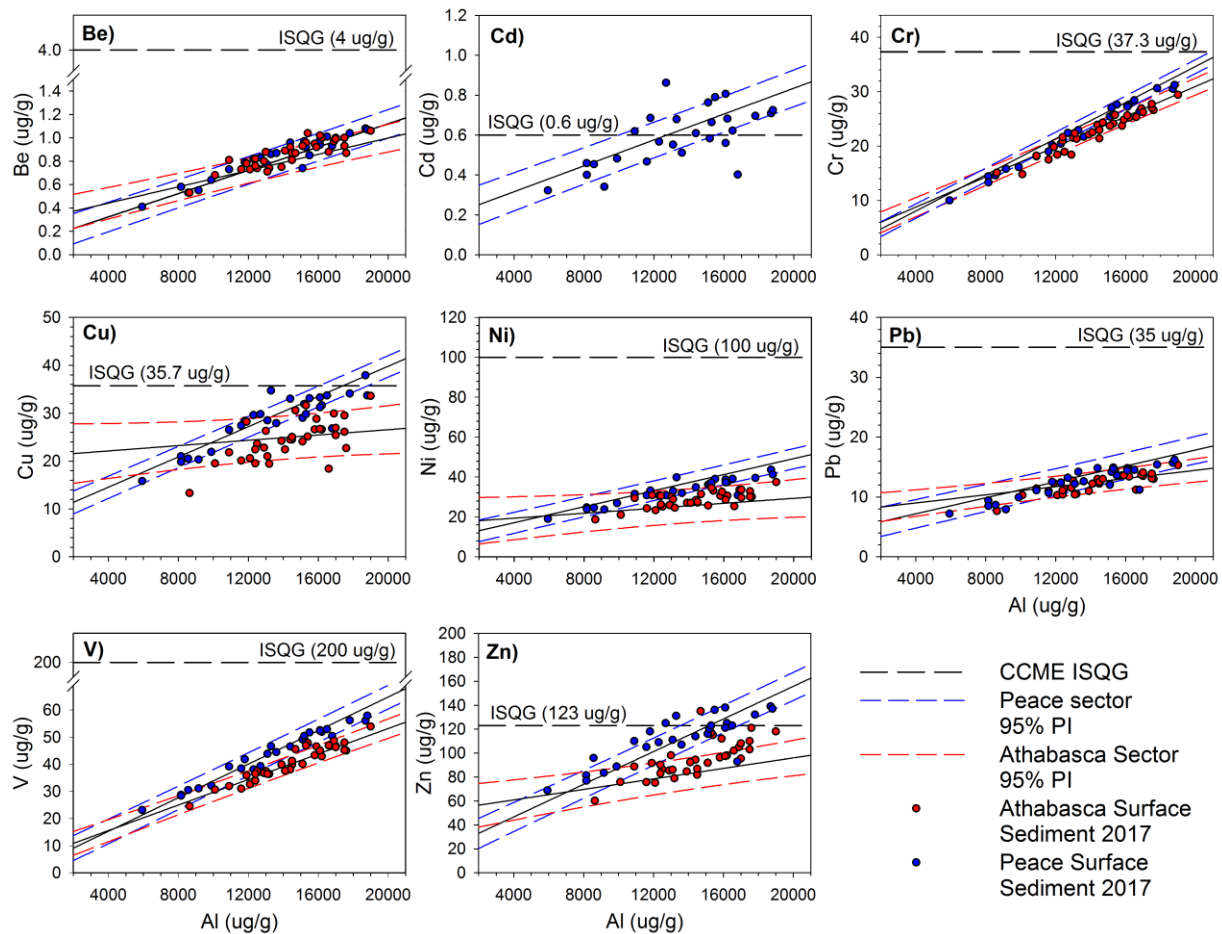 Be)
ISQG (4 ug/g)
4.0
1.4
1.2
1.0
0.8
0.6
0.4
0.2
0.0
Be (ug/g)
4000 8000 12000 16000 20000
Cd)
ISQG (0.6 ug/g)
1.2
1.0
0.8
0.6
0.4
0.2
0.0
Cd (ug/g)
4000 8000 12000 16000 20000
Cr)
ISQG (37.3 ug/g)
40
30
20
10
0
Cr (ug/g)
4000 8000 12000 16000 20000
Cu)
ISQG (35.7 ug/g)
50
40
30
20
10
0
Cu (ug/g)
4000 8000 12000 16000 20000
Ni)
ISQG (100 ug/g)
120
100
80
60
40
20
0
Ni (ug/g)
4000 8000 12000 16000 20000
Pb)
ISQG (35 ug/g)
40
30
20
10
0
Pb (ug/g)
4000 8000 12000 16000 20000
Al (ug/g)
V)
ISQG (200 ug/g)
200
60
50
40
30
20
10
0
V (ug/g)
4000 8000 12000 16000 20000
Al (ug/g)
Zn)
ISQG (123 ug/g)
200
180
160
140
120
100
80
60
40
20
0
Zn (ug/g)
4000 8000 12000 16000 20000
Al (ug/g)
CCME ISQG
Peace sector
95% PI
Athabasca Sector
95% PI
Athabasca Surface
Sediment 2017
Peace Surface
Sediment 2017